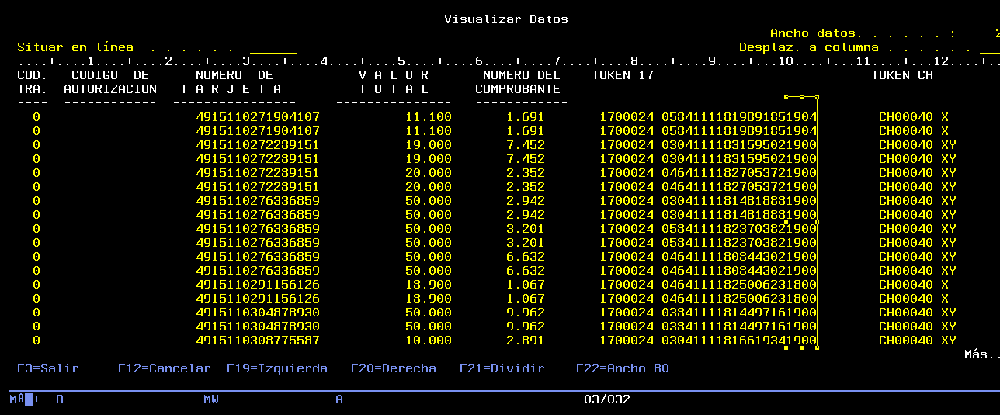 Visualizar Datos
Ancho datos. . . . . . : 2
Situar en línea . . . . . . ______ Desplaz. a columna . . . . . .
....+....1....+....2....+....3....+....4....+....5....+....6....+....7....+....8....+....9....+...10....+...11....+...12....+..
COD. CODIGO DE NUMERO DE V A L O R NUMERO DEL TOKEN 17 TOKEN CH
TRA. AUTORIZACION T A R J E T A T O T A L COMPROBANTE
---- ------------ ---------------- --------------- ------------
0 4915110271904107 11.100 1.691 1700024 05841111819891851904 CH00040 X
0 4915110271904107 11.100 1.691 1700024 05841111819891851904 CH00040 X
0 4915110272289151 19.000 7.452 1700024 03041111831595021900 CH00040 XY
0 4915110272289151 19.000 7.452 1700024 03041111831595021900 CH00040 XY
0 4915110272289151 20.000 2.352 1700024 04641111827053721900 CH00040 XY
0 4915110272289151 20.000 2.352 1700024 04641111827053721900 CH00040 XY
0 4915110276336859 50.000 2.942 1700024 03041111814818881900 CH00040 XY
0 4915110276336859 50.000 2.942 1700024 03041111814818881900 CH00040 XY
0 4915110276336859 50.000 3.201 1700024 05841111823703821900 CH00040 XY
0 4915110276336859 50.000 3.201 1700024 05841111823703821900 CH00040 XY
0 4915110276336859 50.000 6.632 1700024 04641111808443021900 CH00040 XY
0 4915110276336859 50.000 6.632 1700024 04641111808443021900 CH00040 XY
0 4915110291156126 18.900 1.067 1700024 04641111825006231800 CH00040 X
0 4915110291156126 18.900 1.067 1700024 04641111825006231800 CH00040 X
0 4915110304878930 50.000 9.962 1700024 03841111814497161900 CH00040 XY
0 4915110304878930 50.000 9.962 1700024 03841111814497161900 CH00040 XY
0 4915110308775587 10.000 2.891 1700024 03041111816619341900 CH00040 XY
Más..
F3=Salir F12=Cancelar F19=Izquierda F20=Derecha F21=Dividir F22=Ancho 80
MA + B MW A 03/032